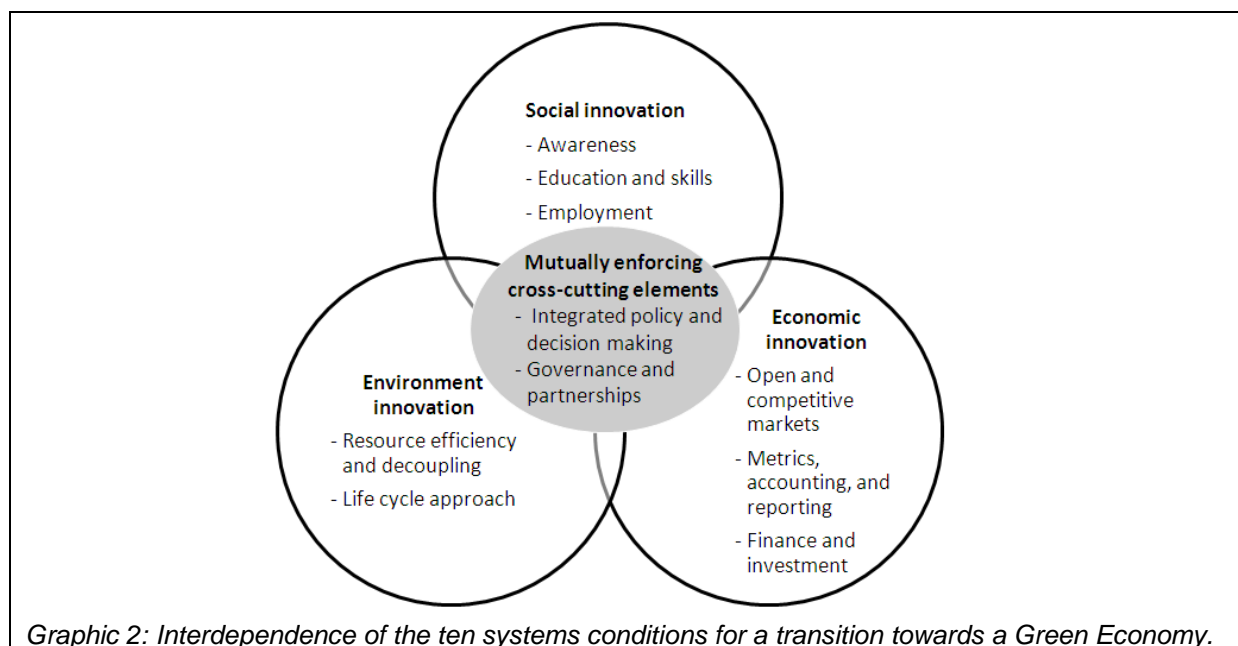 Social innovation
- Awareness
- Education and skills
- Employment
Mutually enforcing
cross-cutting elements
- Integrated policy and
decision making
- Governance and
partnerships
Economic
innovation
- Open and
competitive
markets
- Metrics,
accounting, and
reporting
- Finance and
investment
Environment
innovation
- Resource efficiency
and decoupling
- Life cycle approach
Graphic 2: Interdependence of the ten systems conditions for a transition towards a Green Economy.